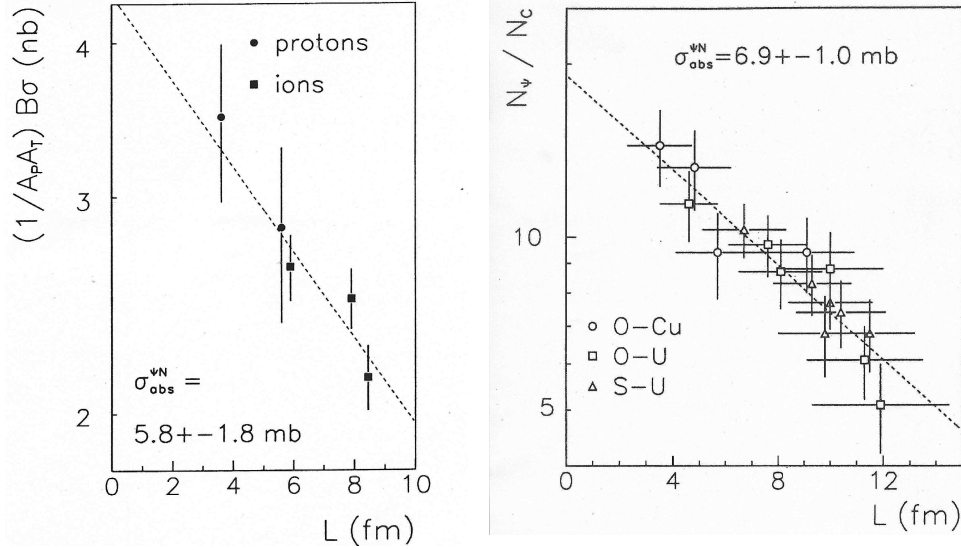 (1/AₚA_T) Bσ (nb)
4
3
2
● protons
■ ions
σ_abs^ψN =
5.8+−1.8 mb
0 2 4 6 8 10
L (fm)
N_ψ / N_C
10
5
σ_abs^ψN=6.9+−1.0 mb
○ O−Cu
□ O−U
△ S−U
0 4 8 12
L (fm)